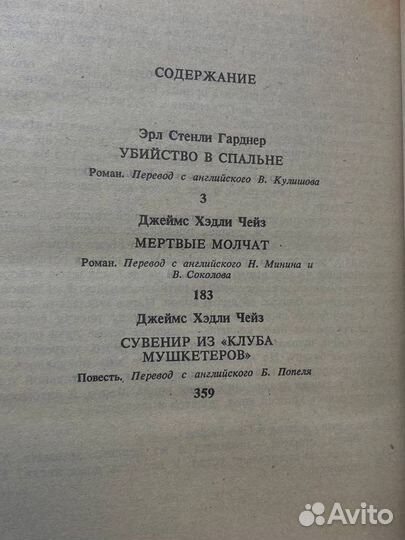 СОДЕРЖАНИЕ
Эрл Стенли Гарднер
УБИЙСТВО В СПАЛЬНЕ
Роман. Перевод с английского В. Кулишова
3
Джеймс Хэдли Чейз
МЕРТВЫЕ МОЛЧАТ
Роман. Перевод с английского Н. Минина и
В. Соколова
183
Джеймс Хэдли Чейз
СУВЕНИР ИЗ «КЛУБА
МУШКЕТЕРОВ»
Повесть. Перевод с английского Б. Попеля
359
Avito